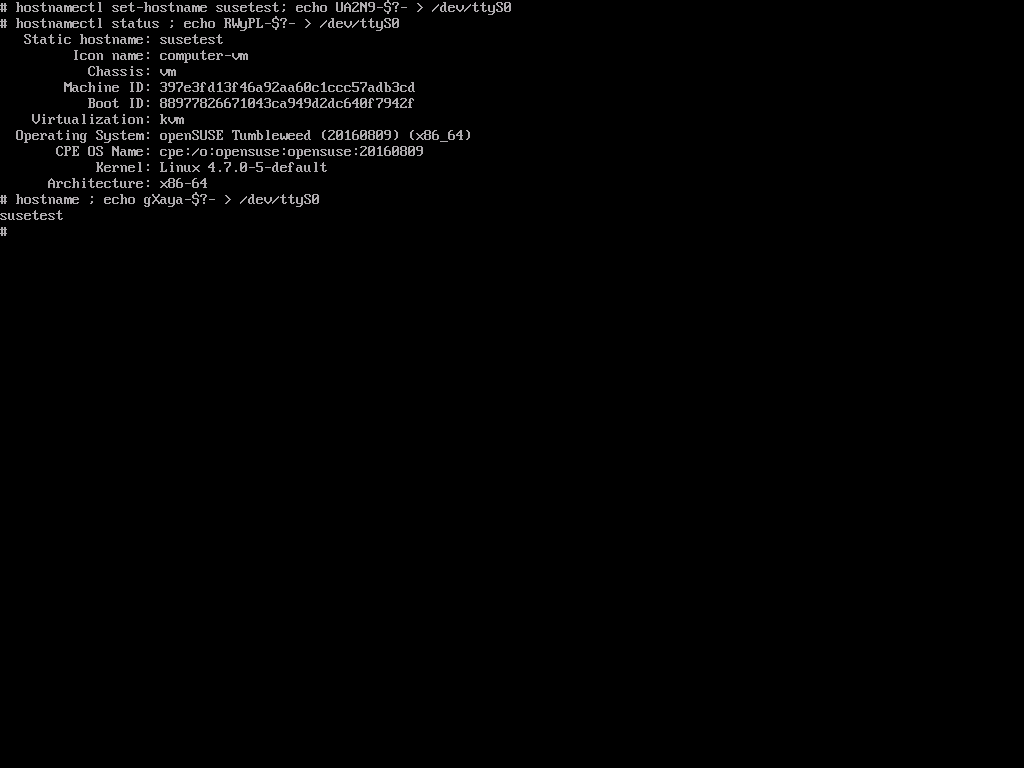 # hostnamectl set-hostname susetest; echo UA2N9-$?- > /dev/ttyS0
# hostnamectl status ; echo RWyPL-$?- > /dev/ttyS0
   Static hostname: susetest
         Icon name: computer-vm
           Chassis: vm
        Machine ID: 397e3fd13f46a92aa60c1ccc57adb3cd
           Boot ID: 88977826671043ca949d2dc640f7942f
    Virtualization: kvm
  Operating System: openSUSE Tumbleweed (20160809) (x86_64)
       CPE OS Name: cpe:/o:opensuse:opensuse:20160809
            Kernel: Linux 4.7.0-5-default
      Architecture: x86-64
# hostname ; echo gXaya-$?- > /dev/ttyS0
susetest
#